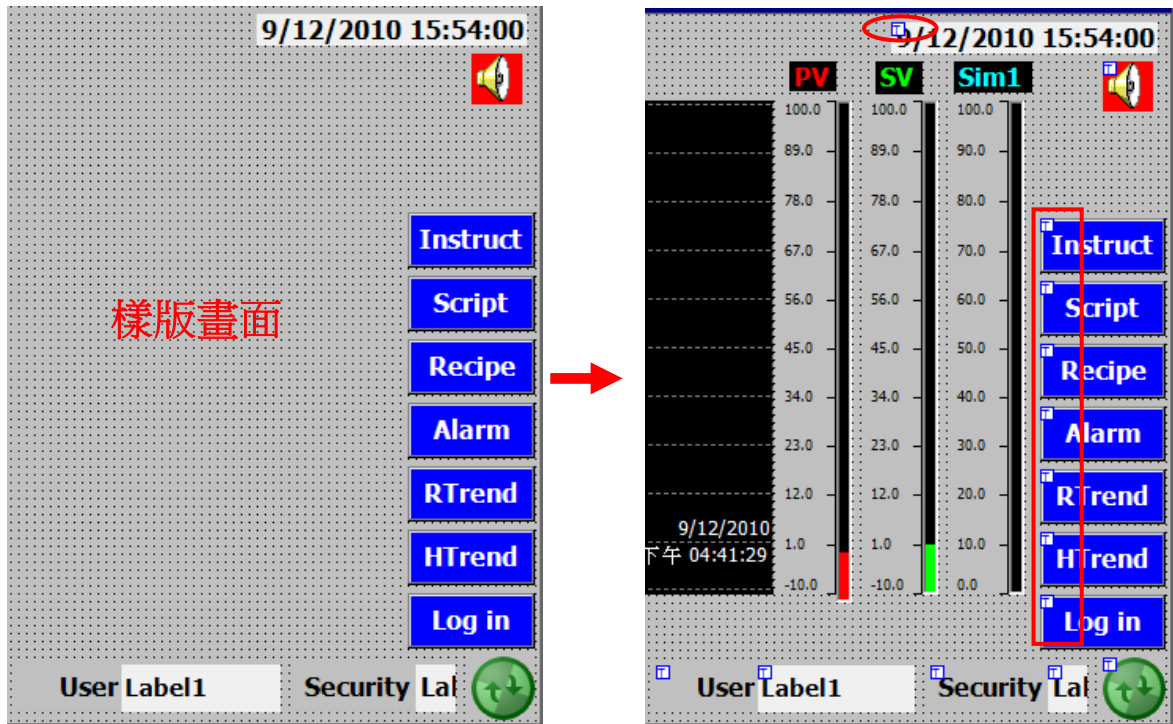 9/12/2010 15:54:00
Instruct
Script
樣版畫面
Recipe
Alarm
RTrend
HTrend
Log in
User Label1 Security Lal
T
9/12/2010 15:54:00
PV SV Sim1 T
100.0 100.0 100.0
89.0 89.0 90.0
78.0 78.0 80.0
67.0 67.0 70.0
56.0 56.0 60.0
45.0 45.0 50.0
34.0 34.0 40.0
23.0 23.0 30.0
12.0 12.0 20.0
9/12/2010
1.0 1.0 10.0
下午 04:41:29
-10.0 -10.0 0.0
T
Instruct
T
Script
T
Recipe
T
Alarm
T
RTrend
T
HTrend
T
Log in
T T T T T
User Label1 Security Lal